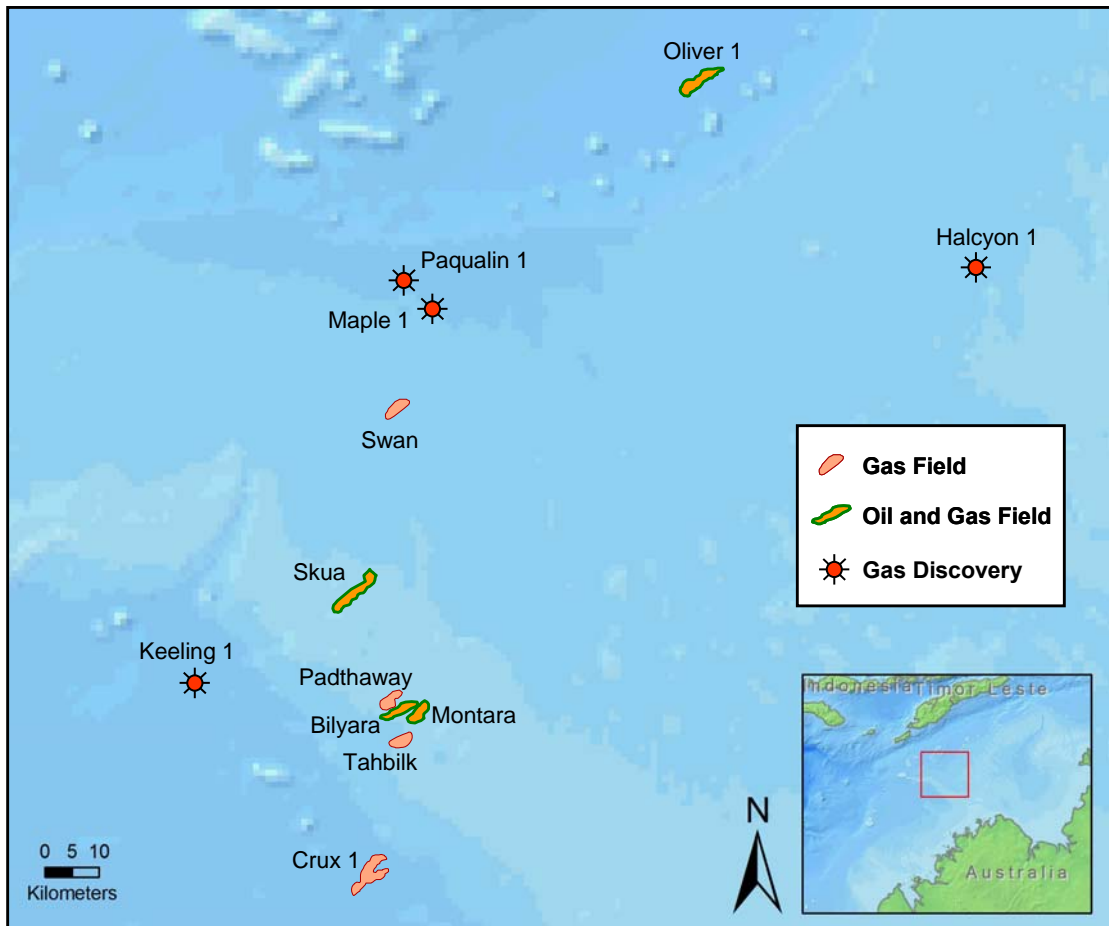 Oliver 1
Halcyon 1
Paqualin 1
Maple 1
Swan
Gas Field
Oil and Gas Field
Gas Discovery
Skua
Keeling 1
Padthaway
Bilyara
Montara
Tahbilk
Crux 1
0 5 10
Kilometers
N
Indonesia
Timor Leste
Australia